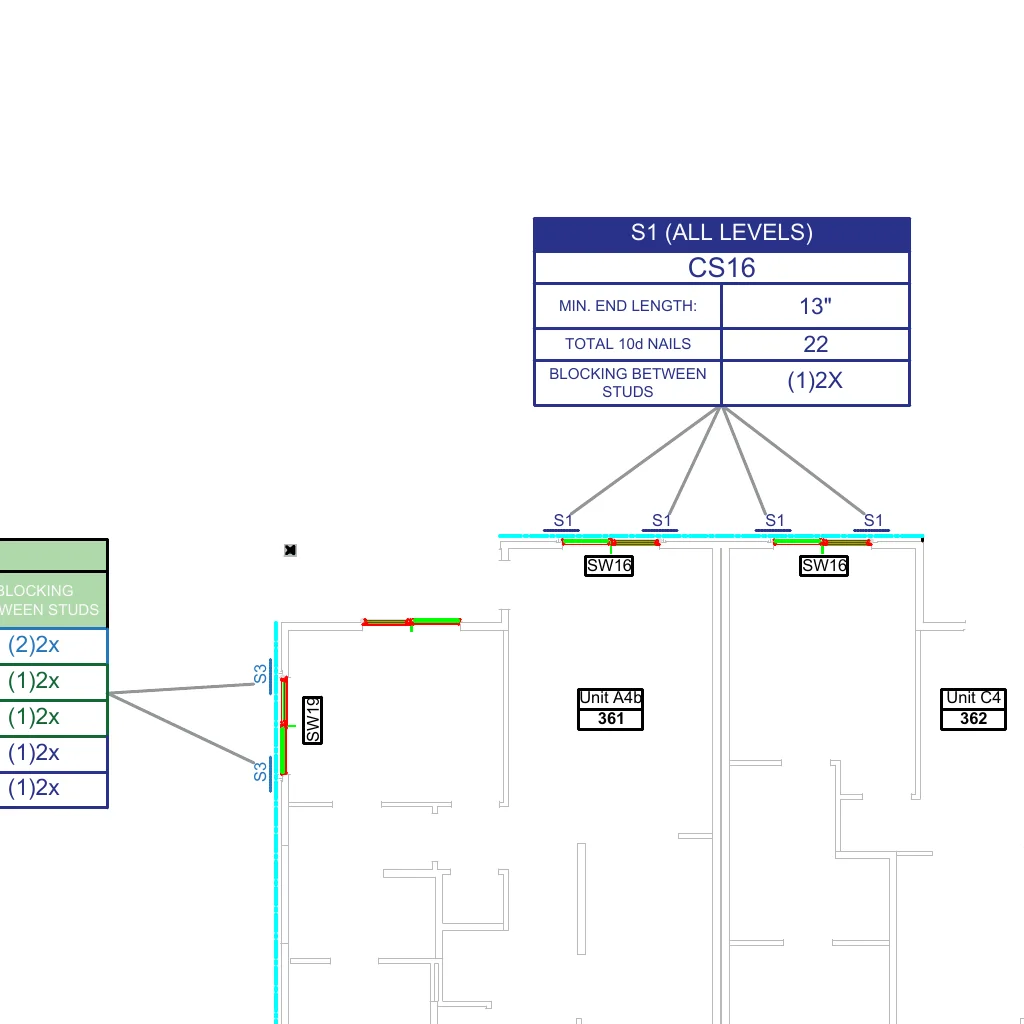 S1 (ALL LEVELS)
CS16
MIN. END LENGTH: 13"
TOTAL 10d NAILS 22
BLOCKING BETWEEN
STUDS
(1)2X
S1 S1 S1 S1
SW16 SW16
BLOCKING
WEEN STUDS
(2)2x
(1)2x
(1)2x
(1)2x
(1)2x
S3
SW19
S3
Unit A4b
361
Unit C4
362